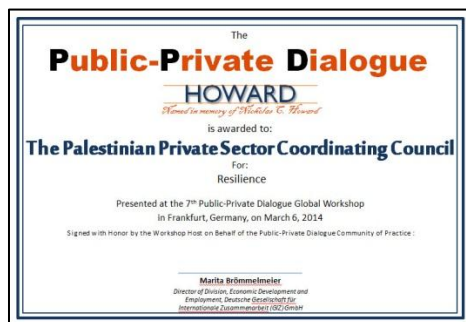 The
Public-Private Dialogue
HOWARD
Named in memory of Nicholas C. Howard
is awarded to:
The Palestinian Private Sector Coordinating Council
For:
Resilience
Presented at the 7th Public-Private Dialogue Global Workshop
in Frankfurt, Germany, on March 6, 2014
Signed with Honor by the Workshop Host on Behalf of the Public-Private Dialogue Community of Practice :
Marita Brömmelmeier
Director of Division, Economic Development and
Employment, Deutsche Gesellschaft für
Internationale Zusammenarbeit (GIZ) GmbH